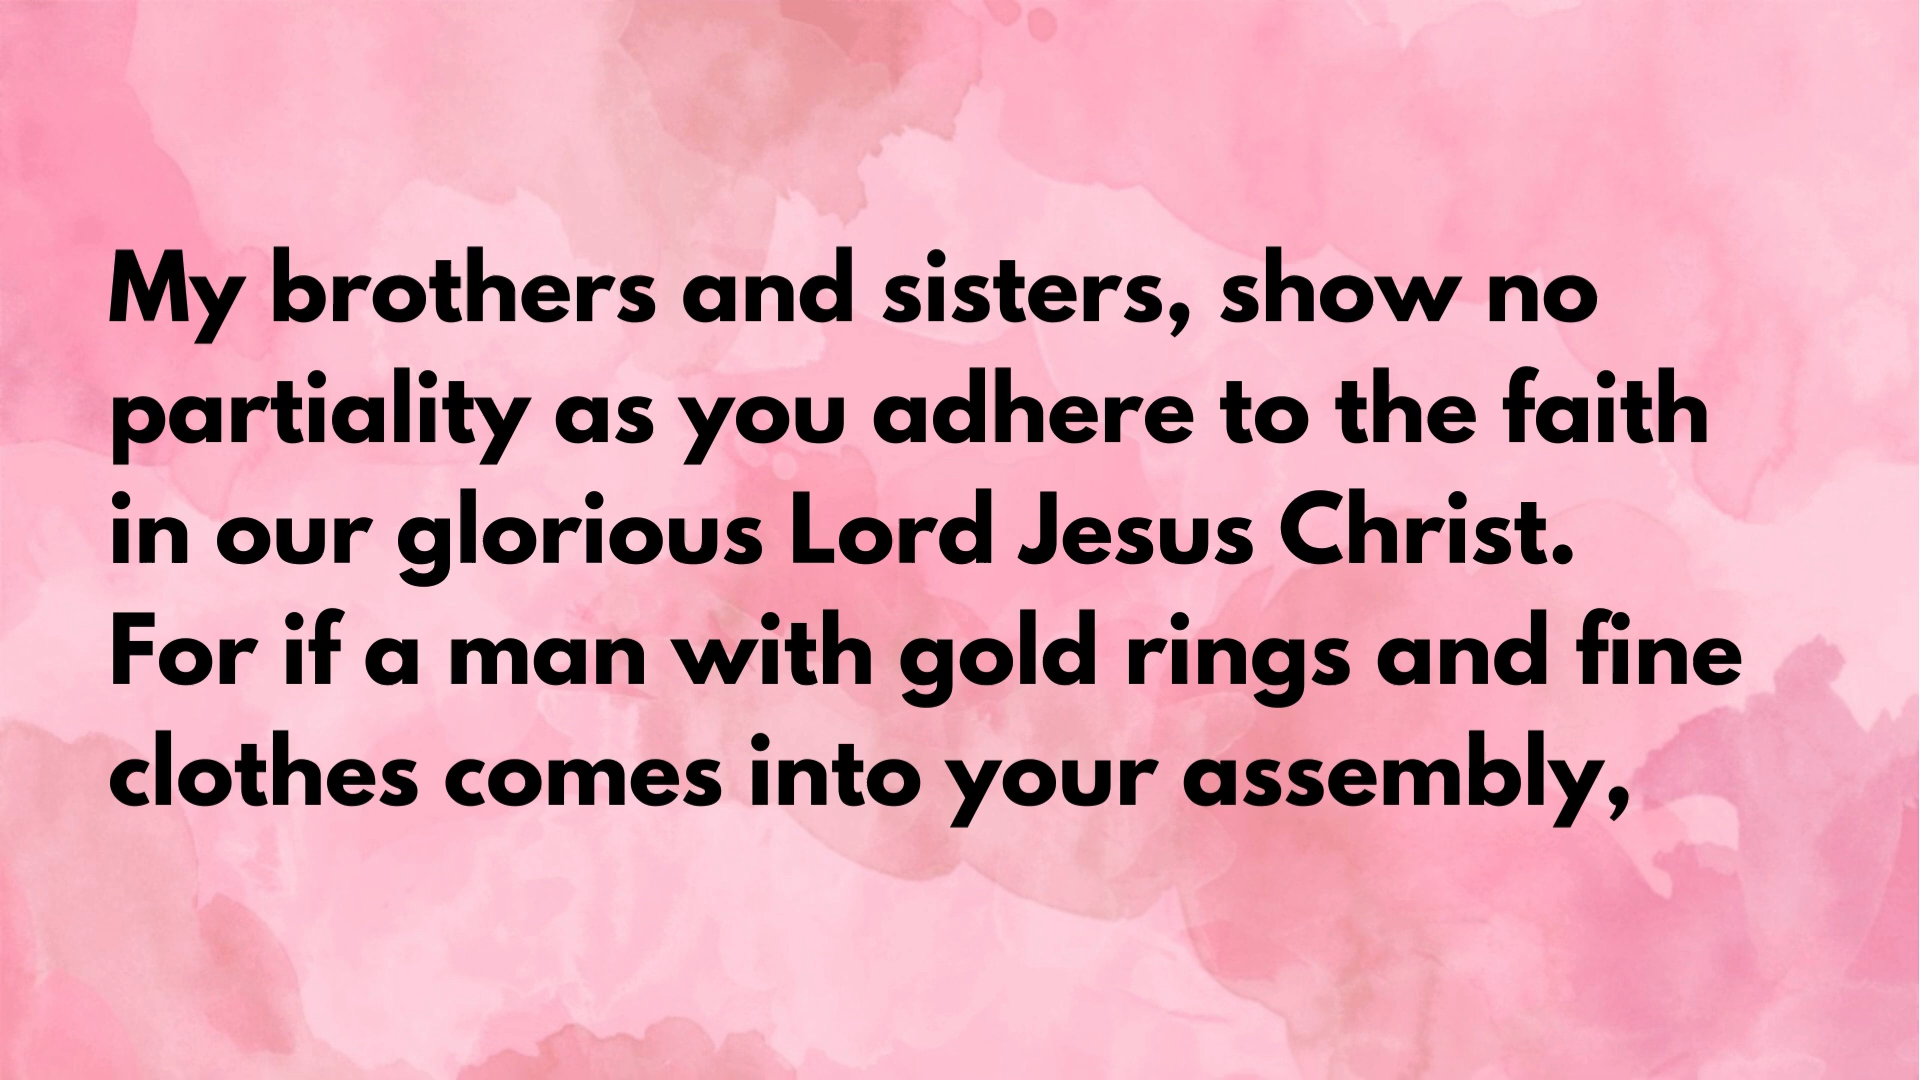 My brothers and sisters, show no
partiality as you adhere to the faith
in our glorious Lord Jesus Christ.
For if a man with gold rings and fine
clothes comes into your assembly,